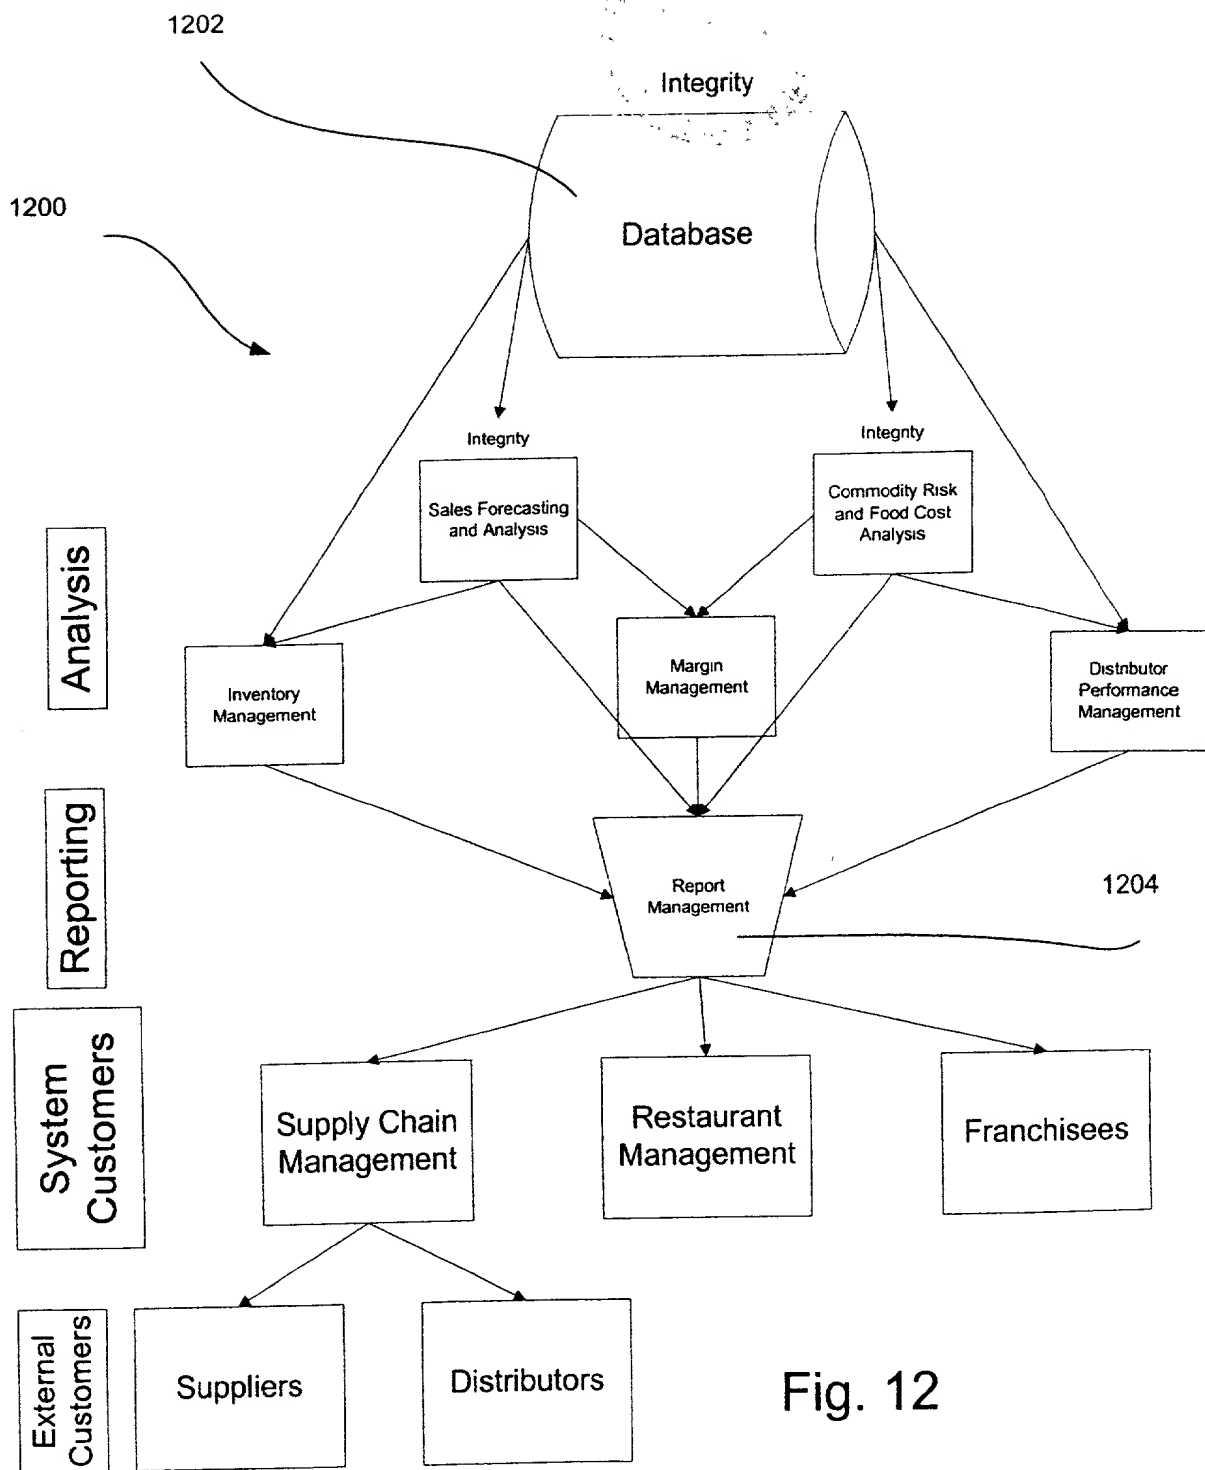 1202
Integrity
1200
Database
Integrity
Integrity
Sales Forecasting
and Analysis
Commodity Risk
and Food Cost
Analysis
Analysis
Inventory
Management
Margin
Management
Distributor
Performance
Management
Reporting
Report
Management
1204
System
Customers
Supply Chain
Management
Restaurant
Management
Franchisees
External
Customers
Suppliers
Distributors
Fig. 12